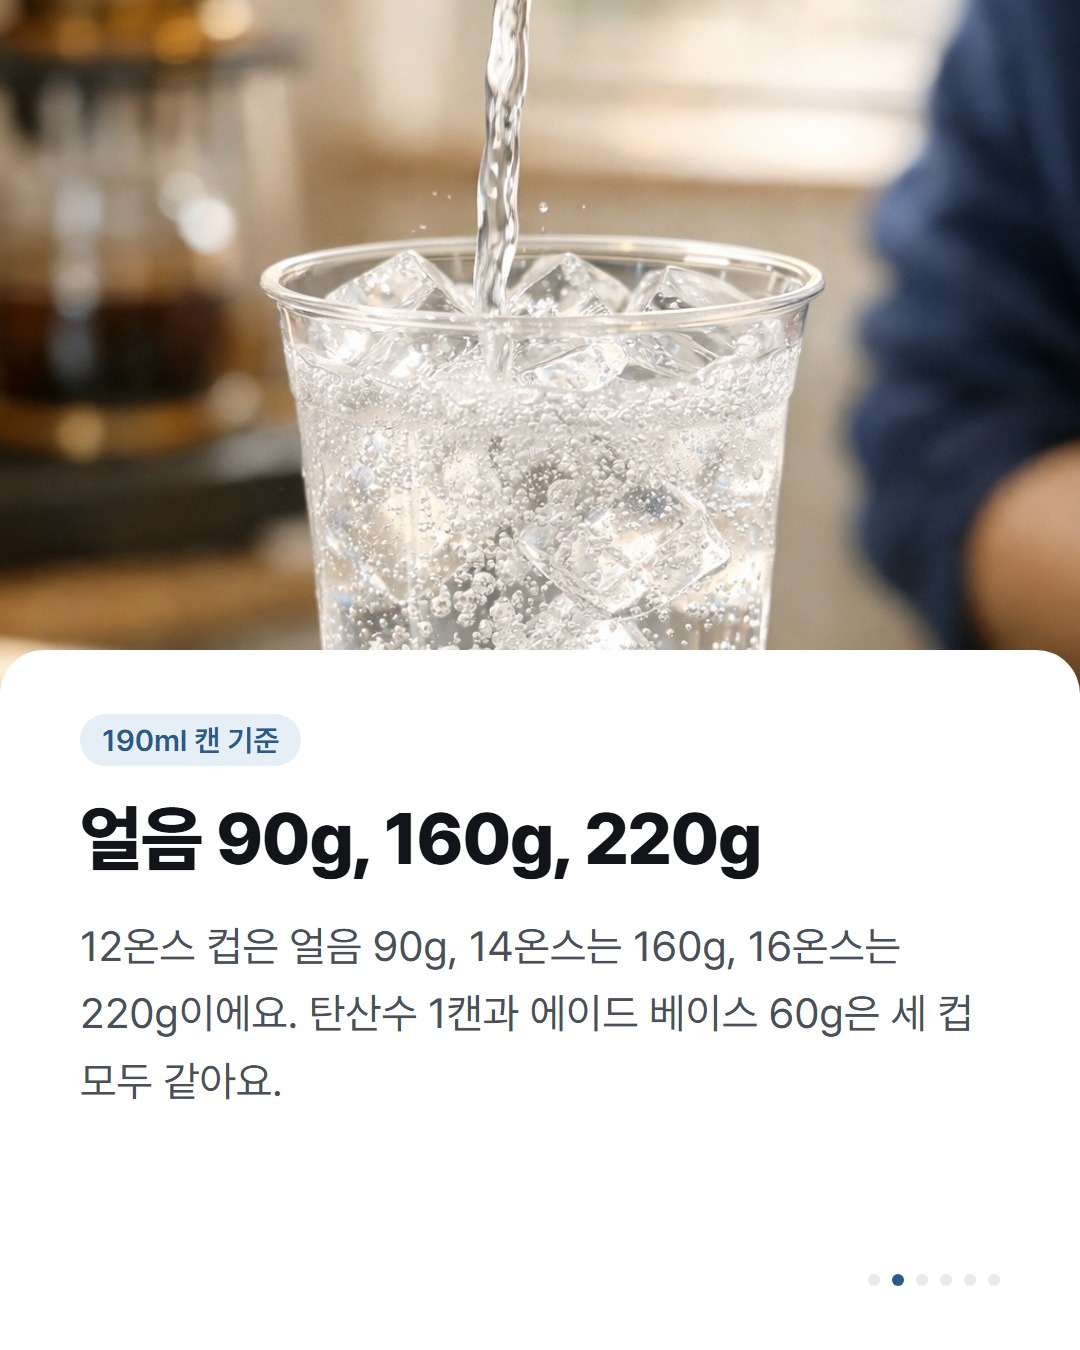 190ml 캔 기준
얼음 90g, 160g, 220g
12온스 컵은 얼음 90g, 14온스는 160g, 16온스는
220g이에요. 탄산수 1캔과 에이드 베이스 60g은 세 컵
모두 같아요.